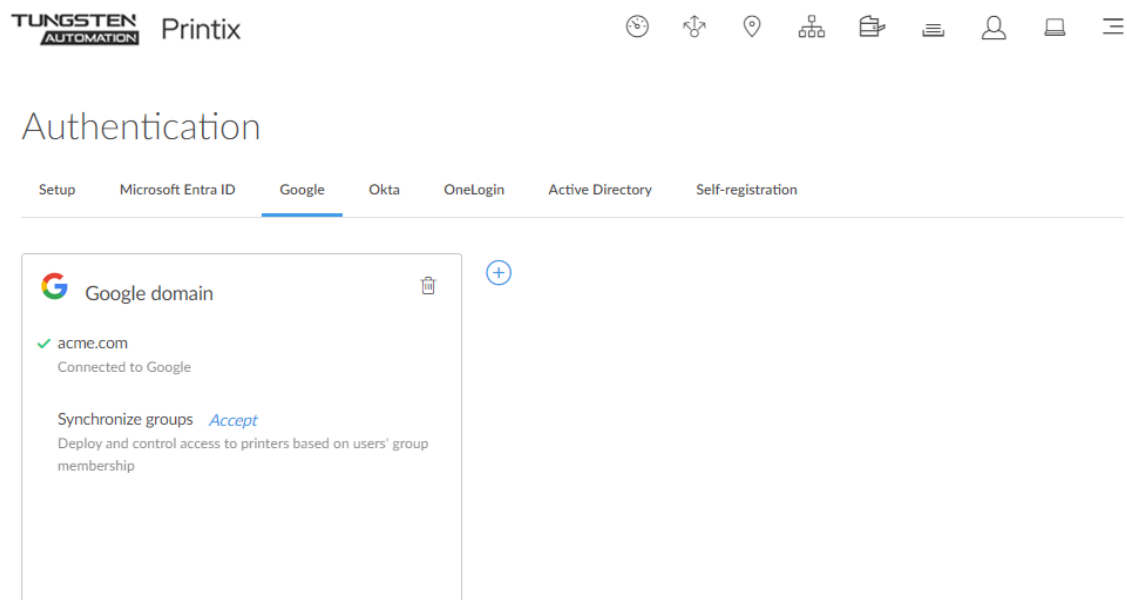 TUNGSTEN
AUTOMATION
Printix
Authentication
Setup Microsoft Entra ID Google Okta OneLogin Active Directory Self-registration
Google domain
acme.com
Connected to Google
Synchronize groups Accept
Deploy and control access to printers based on users' group
membership